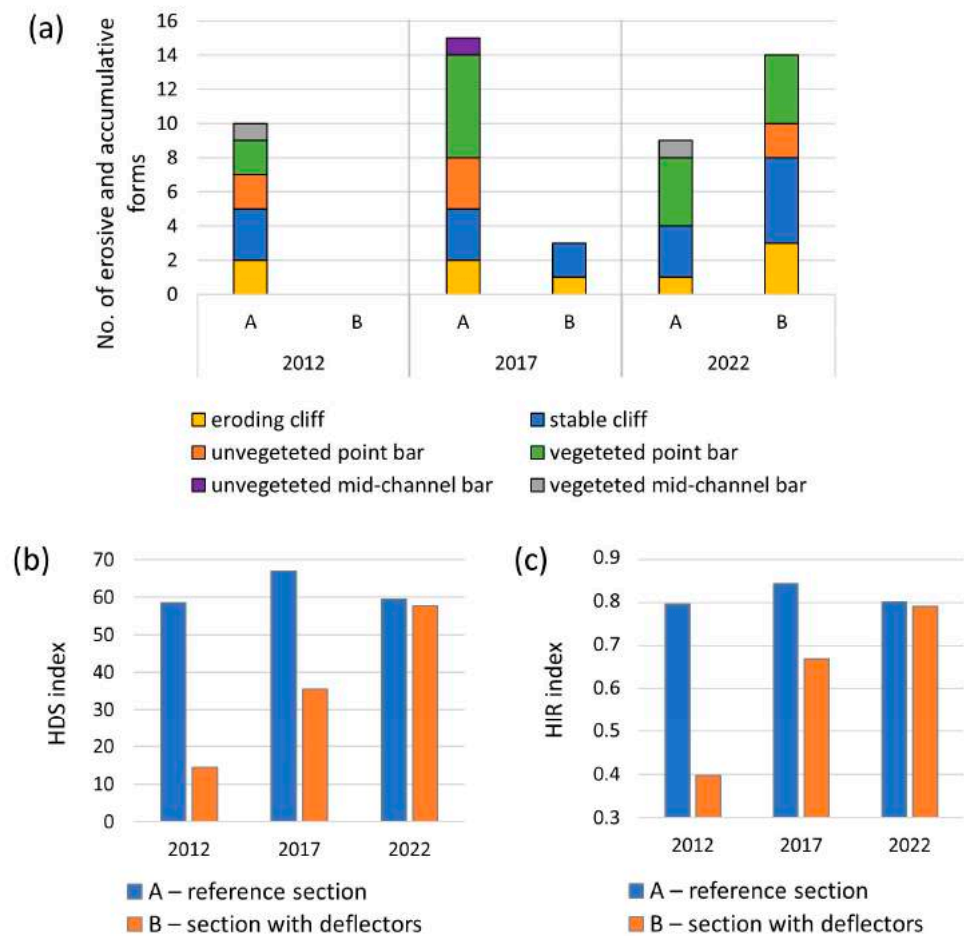 (a)
No. of erosive and accumulative
forms
16
14
12
10
8
6
4
2
0
A B A B A B
2012 2017 2022
eroding cliff stable cliff
unvegeteted point bar vegeteted point bar
unvegeteted mid-channel bar vegeteted mid-channel bar
(b)
HDS index
70
60
50
40
30
20
10
0
2012 2017 2022
A – reference section
B – section with deflectors
(c)
HIR index
0.9
0.8
0.7
0.6
0.5
0.4
0.3
2012 2017 2022
A – reference section
B – section with deflectors